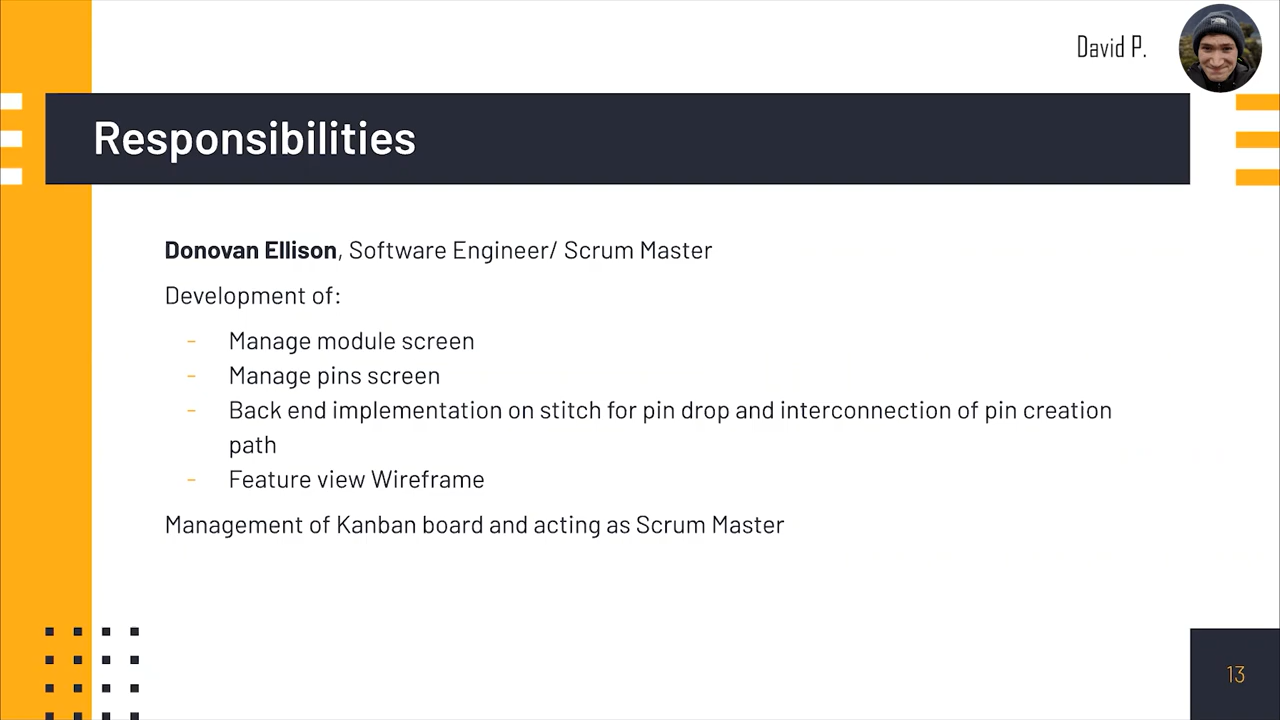 David P.
Responsibilities
Donovan Ellison, Software Engineer/ Scrum Master
Development of:
- Manage module screen
- Manage pins screen
- Back end implementation on stitch for pin drop and interconnection of pin creation
path
- Feature view Wireframe
Management of Kanban board and acting as Scrum Master
13